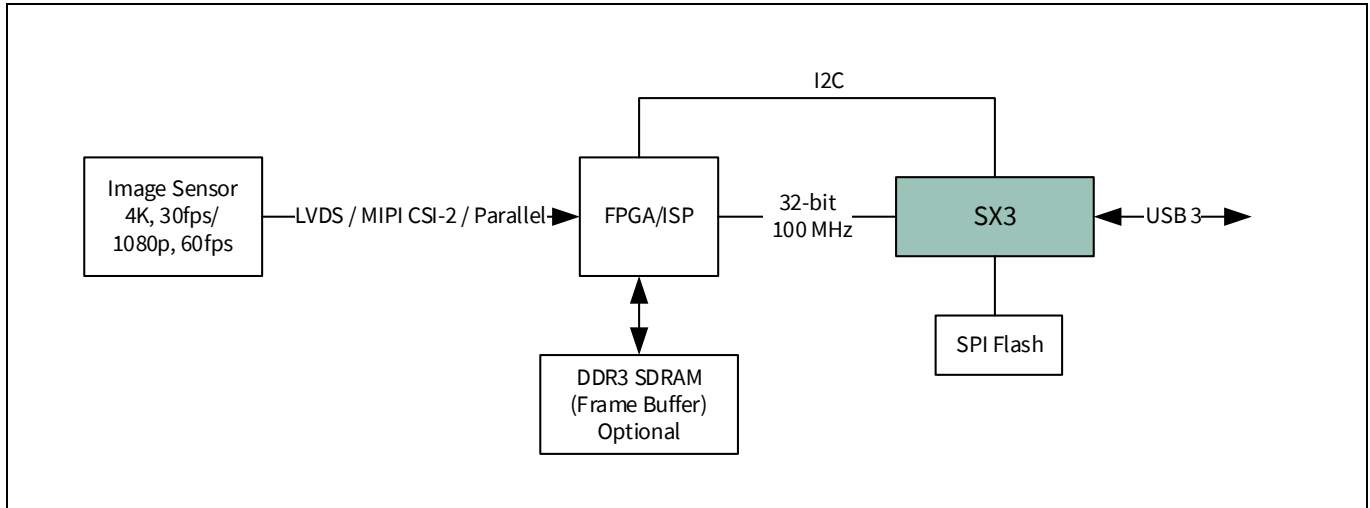 I2C
Image Sensor
4K, 30fps/
1080p, 60fps
LVDS / MIPI CSI-2 / Parallel
FPGA/ISP
32-bit
100 MHz
SX3
USB 3
SPI Flash
DDR3 SDRAM
(Frame Buffer)
Optional